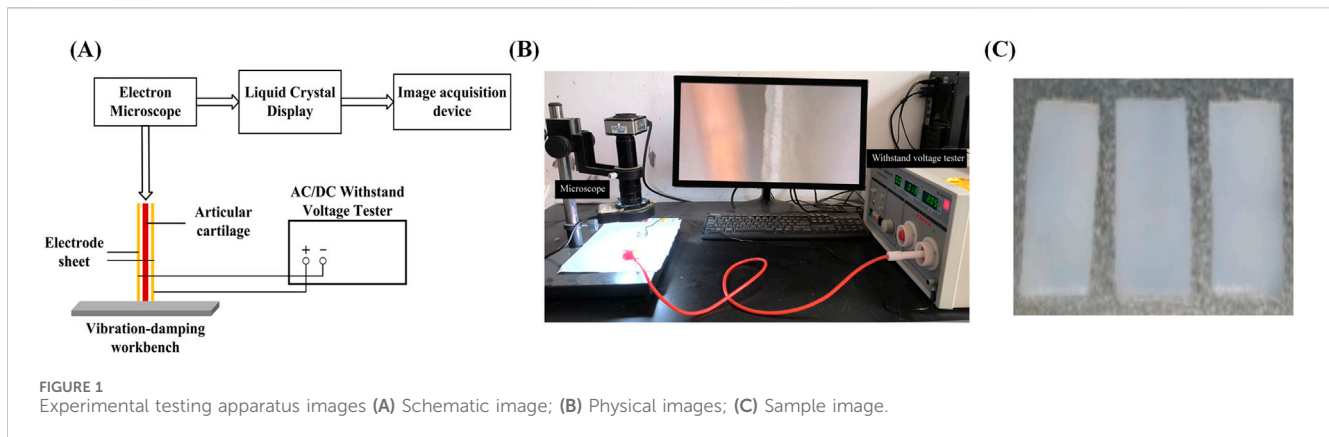 (A)
Electron
Microscope
Liquid Crystal
Display
Image acquisition
device
AC/DC Withstand
Voltage Tester
+ −
Articular
cartilage
Electrode
sheet
Vibration-damping
workbench
(B)
Microscope
Withstand voltage tester
(C)
FIGURE 1
Experimental testing apparatus images (A) Schematic image; (B) Physical images; (C) Sample image.